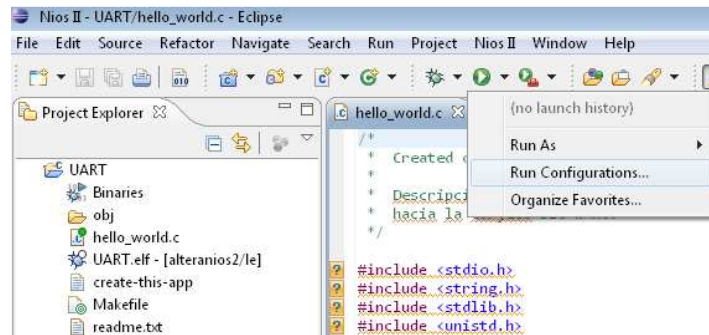 Nios II - UART/hello_world.c - Eclipse
File Edit Source Refactor Navigate Search Run Project Nios II Window Help
Project Explorer
hello_world.c
(no launch history)
Run As
Run Configurations...
Organize Favorites...
UART
Binaries
obj
hello_world.c
UART.elf - [alteranios2/le]
create-this-app
Makefile
readme.txt
/*
* Created
*
* Descripci
* hacia la
*/
#include <stdio.h>
#include <string.h>
#include <stdlib.h>
#include <unistd.h>